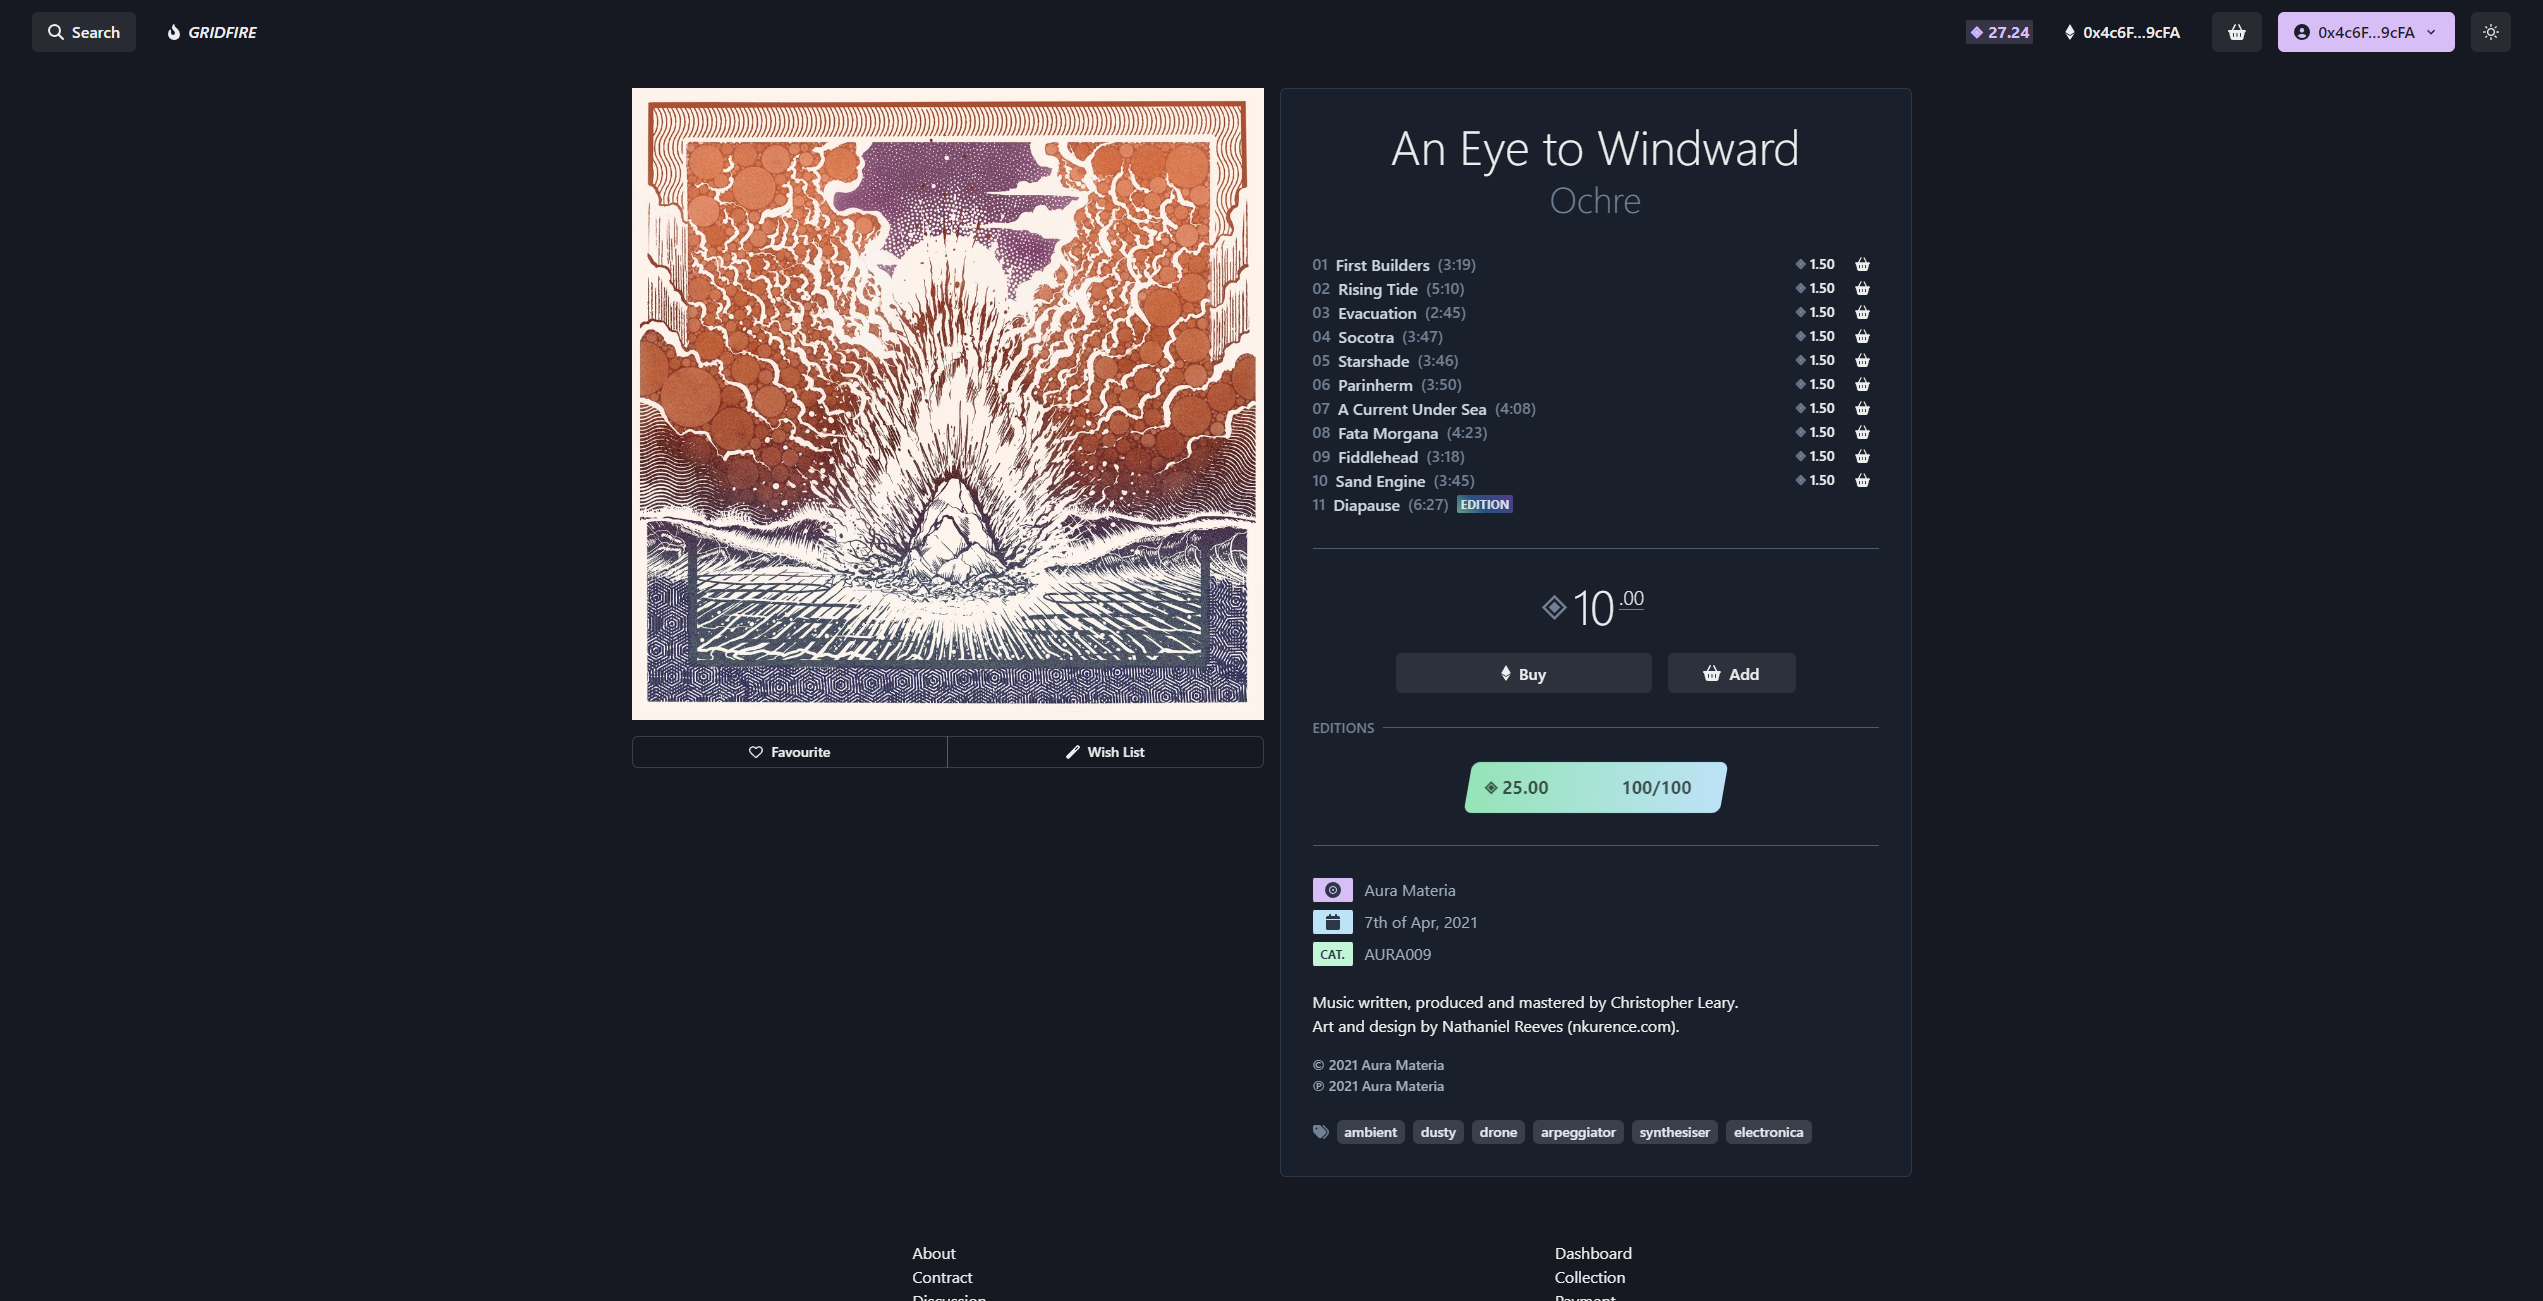 Search
GRIDFIRE
27.24
0x4c6F...9cFA
0x4c6F...9cFA
An Eye to Windward
Ochre
01 First Builders (3:19) 1.50
02 Rising Tide (5:10) 1.50
03 Evacuation (2:45) 1.50
04 Socotra (3:47) 1.50
05 Starshade (3:46) 1.50
06 Parinherm (3:50) 1.50
07 A Current Under Sea (4:08) 1.50
08 Fata Morgana (4:23) 1.50
09 Fiddlehead (3:18) 1.50
10 Sand Engine (3:45) 1.50
11 Diapause (6:27) EDITION
10.00
Buy
Add
Favourite
Wish List
EDITIONS
25.00 100/100
Aura Materia
7th of Apr, 2021
CAT. AURA009
Music written, produced and mastered by Christopher Leary.
Art and design by Nathaniel Reeves (nkurence.com).
© 2021 Aura Materia
℗ 2021 Aura Materia
ambient dusty drone arpeggiator synthesiser electronica
About
Contract
Discussion
Dashboard
Collection
Payment